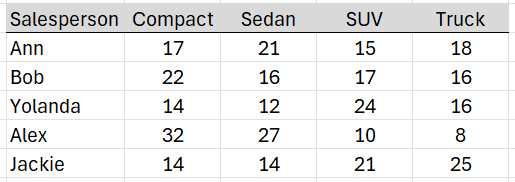 Salesperson Compact Sedan SUV Truck
Ann 17 21 15 18
Bob 22 16 17 16
Yolanda 14 12 24 16
Alex 32 27 10 8
Jackie 14 14 21 25